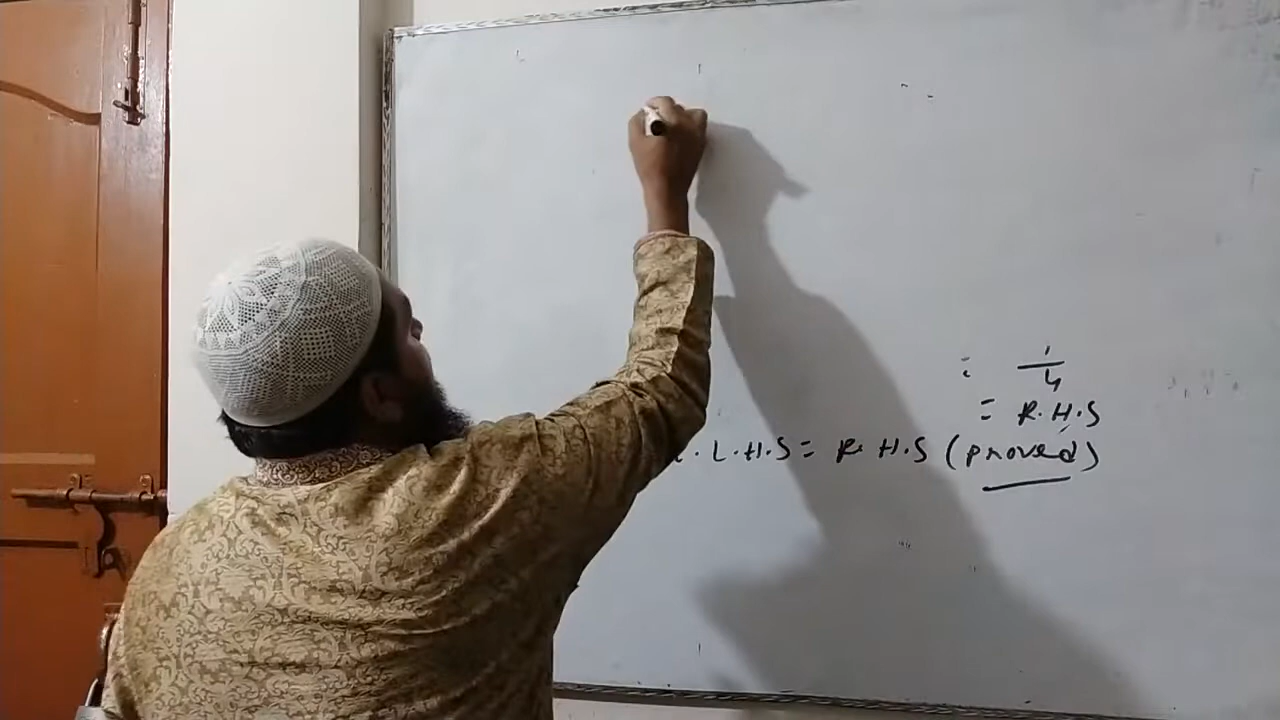 = 1/4
= R.H.S
. L.H.S = R.H.S (proved)